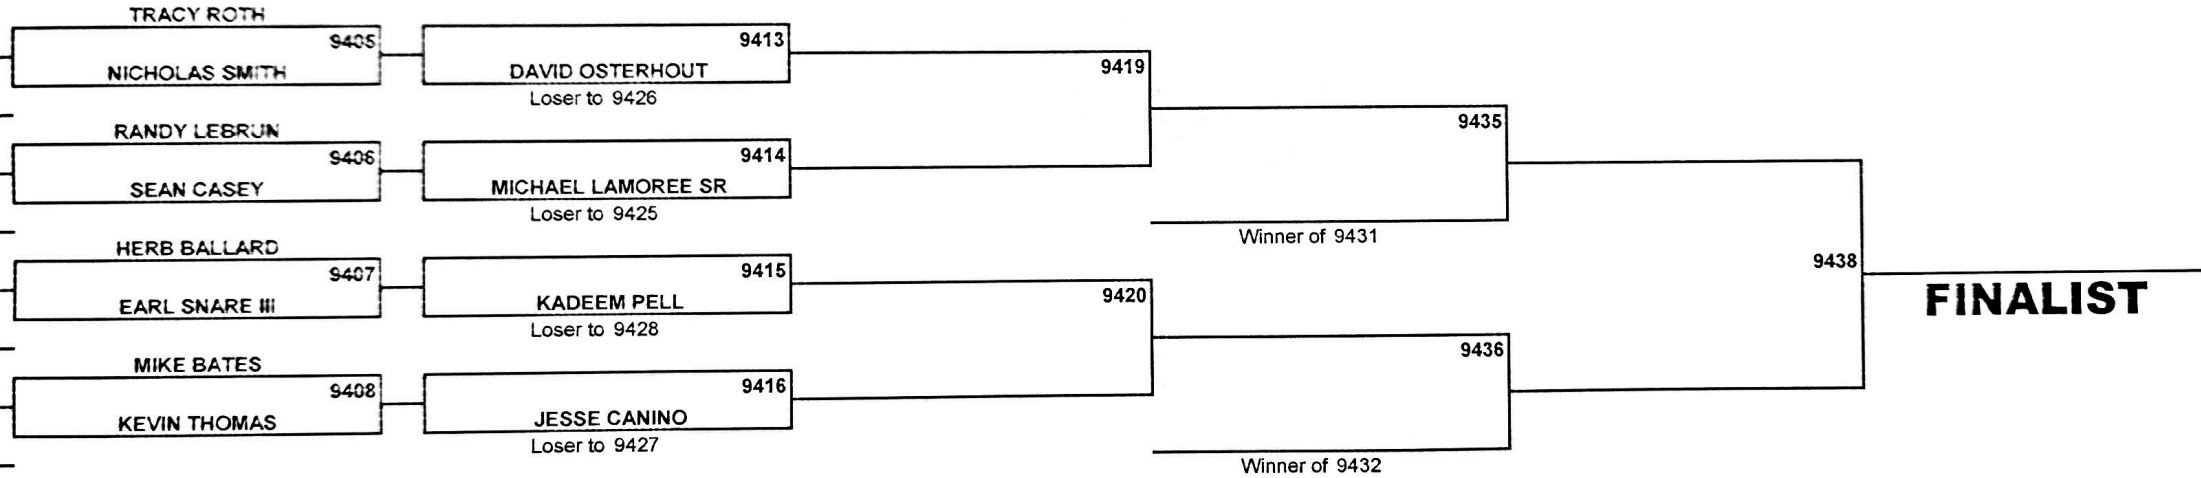 TRACY ROTH
9405
NICHOLAS SMITH
9413
DAVID OSTERHOUT
Loser to 9426
RANDY LEBRUN
9406
SEAN CASEY
9414
MICHAEL LAMOREE SR
Loser to 9425
9419
9435
Winner of 9431
HERB BALLARD
9407
EARL SNARE III
9415
KADEEM PELL
Loser to 9428
MIKE BATES
9408
KEVIN THOMAS
9416
JESSE CANINO
Loser to 9427
9420
9436
Winner of 9432
9438
FINALIST